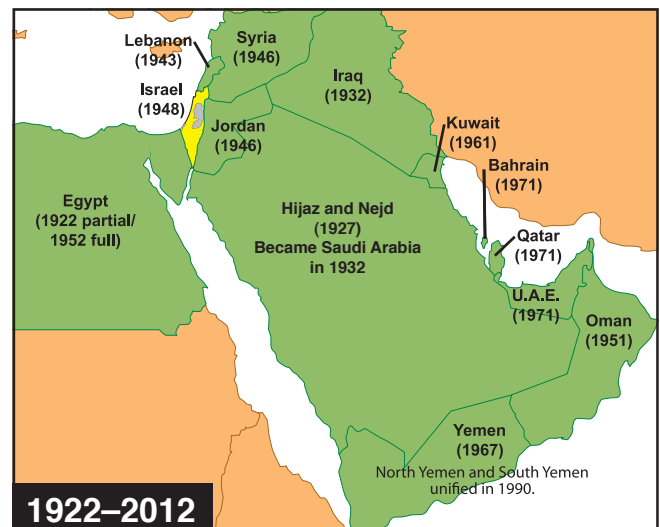 Lebanon
(1943)
Syria
(1946)
Israel
(1948)
Iraq
(1932)
Jordan
(1946)
Kuwait
(1961)
Bahrain
(1971)
Egypt
(1922 partial/
1952 full)
Hijaz and Nejd
(1927)
Became Saudi Arabia
in 1932
Qatar
(1971)
U.A.E.
(1971)
Oman
(1951)
Yemen
(1967)
North Yemen and South Yemen
unified in 1990.
1922–2012